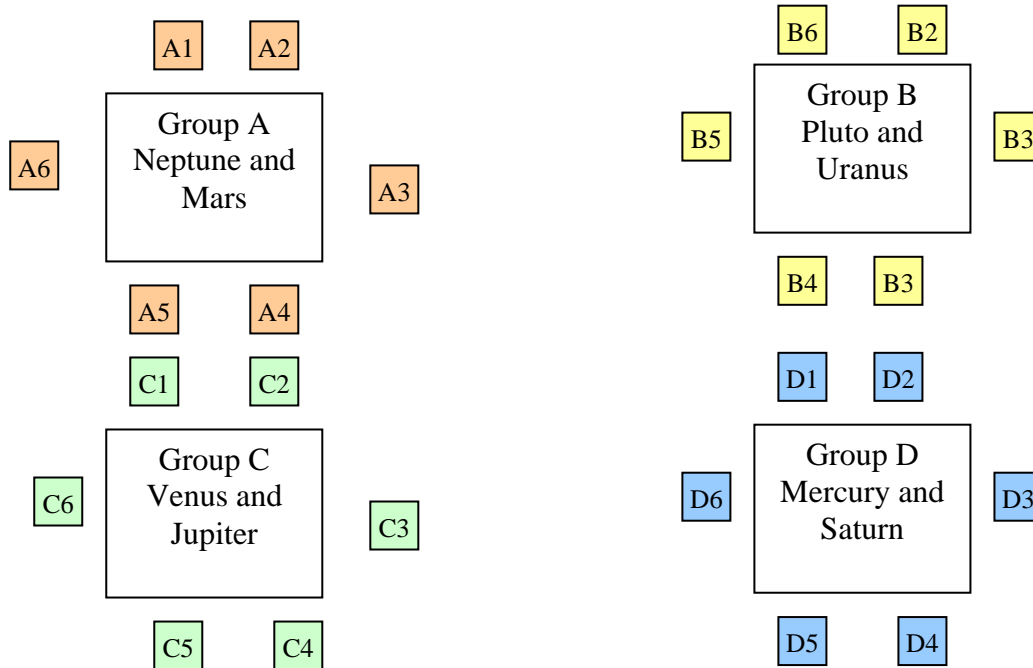 A1 A2
Group A
Neptune and
Mars
A6
A3
A5 A4
B6 B2
Group B
Pluto and
Uranus
B5
B3
B4 B3
C1 C2
Group C
Venus and
Jupiter
C6
C3
C5 C4
D1 D2
Group D
Mercury and
Saturn
D6
D3
D5 D4